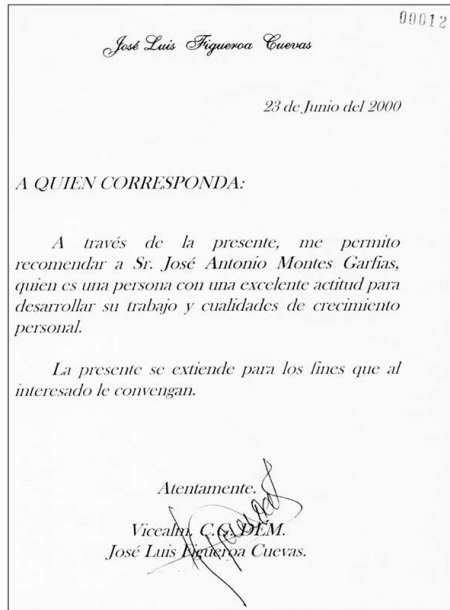 00012
José Luis Figueroa Cuevas
23 de Junio del 2000
A QUIEN CORRESPONDA:
A través de la presente, me permito
recomendar a Sr. José Antonio Montes Garfias,
quien es una persona con una excelente actitud para
desarrollar su trabajo y cualidades de crecimiento
personal.
La presente se extiende para los fines que al
interesado le convengan.
Atentamente.
Vicealm. C.G. DEM.
José Luis Figueroa Cuevas.